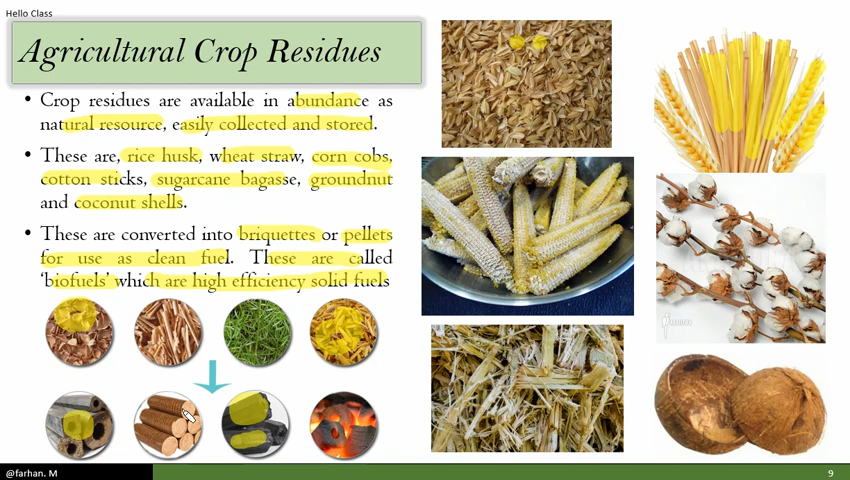 Hello Class
Agricultural Crop Residues
• Crop residues are available in abundance as
natural resource, easily collected and stored.
• These are, rice husk, wheat straw, corn cobs,
cotton sticks, sugarcane bagasse, groundnut
and coconut shells.
• These are converted into briquettes or pellets
for use as clean fuel. These are called
'biofuels' which are high efficiency solid fuels
@farhan. M
9